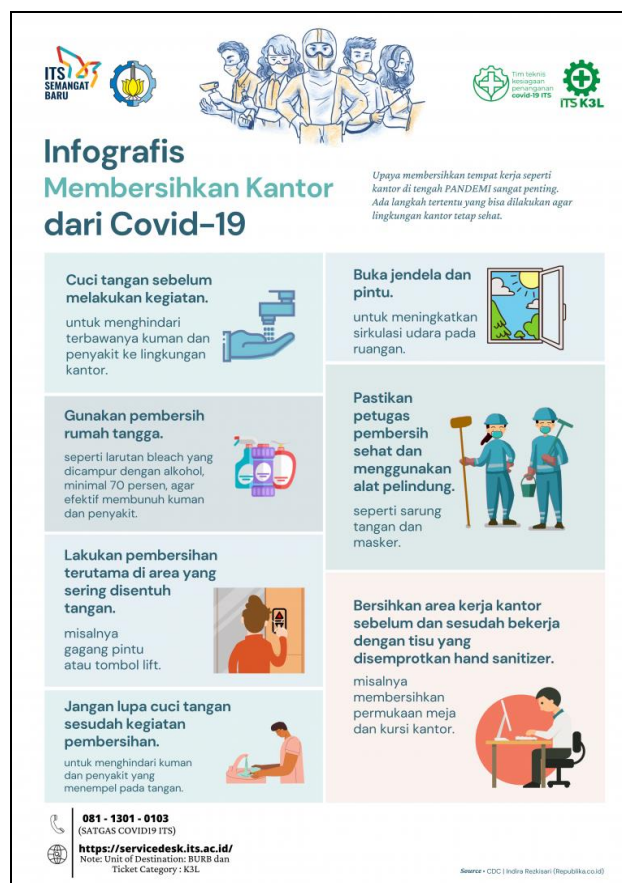 ITS
SEMANGAT
BARU
Tim teknis
kesiagaan
penanganan
covid-19 ITS
ITS K3L
Infografis
Membersihkan Kantor
dari Covid-19
Upaya membersihkan tempat kerja seperti
kantor di tengah PANDEMI sangat penting.
Ada langkah tertentu yang bisa dilakukan agar
lingkungan kantor tetap sehat.
Cuci tangan sebelum
melakukan kegiatan.
untuk menghindari
terbawanya kuman dan
penyakit ke lingkungan
kantor.
Gunakan pembersih
rumah tangga.
seperti larutan bleach yang
dicampur dengan alkohol,
minimal 70 persen, agar
efektif membunuh kuman
dan penyakit.
Lakukan pembersihan
terutama di area yang
sering disentuh
tangan.
misalnya
gagang pintu
atau tombol lift.
Jangan lupa cuci tangan
sesudah kegiatan
pembersihan.
untuk menghindari kuman
dan penyakit yang
menempel pada tangan.
Buka jendela dan
pintu.
untuk meningkatkan
sirkulasi udara pada
ruangan.
Pastikan
petugas
pembersih
sehat dan
menggunakan
alat pelindung.
seperti sarung
tangan dan
masker.
Bersihkan area kerja kantor
sebelum dan sesudah bekerja
dengan tisu yang
disemprotkan hand sanitizer.
misalnya
membersihkan
permukaan meja
dan kursi kantor.
081 - 1301 - 0103
(SATGAS COVID19 ITS)
https://servicedesk.its.ac.id/
Note: Unit of Destination: BURB dan
Ticket Category : K3L
Source • CDC | Indira Rezkisari (Republika.co.id)